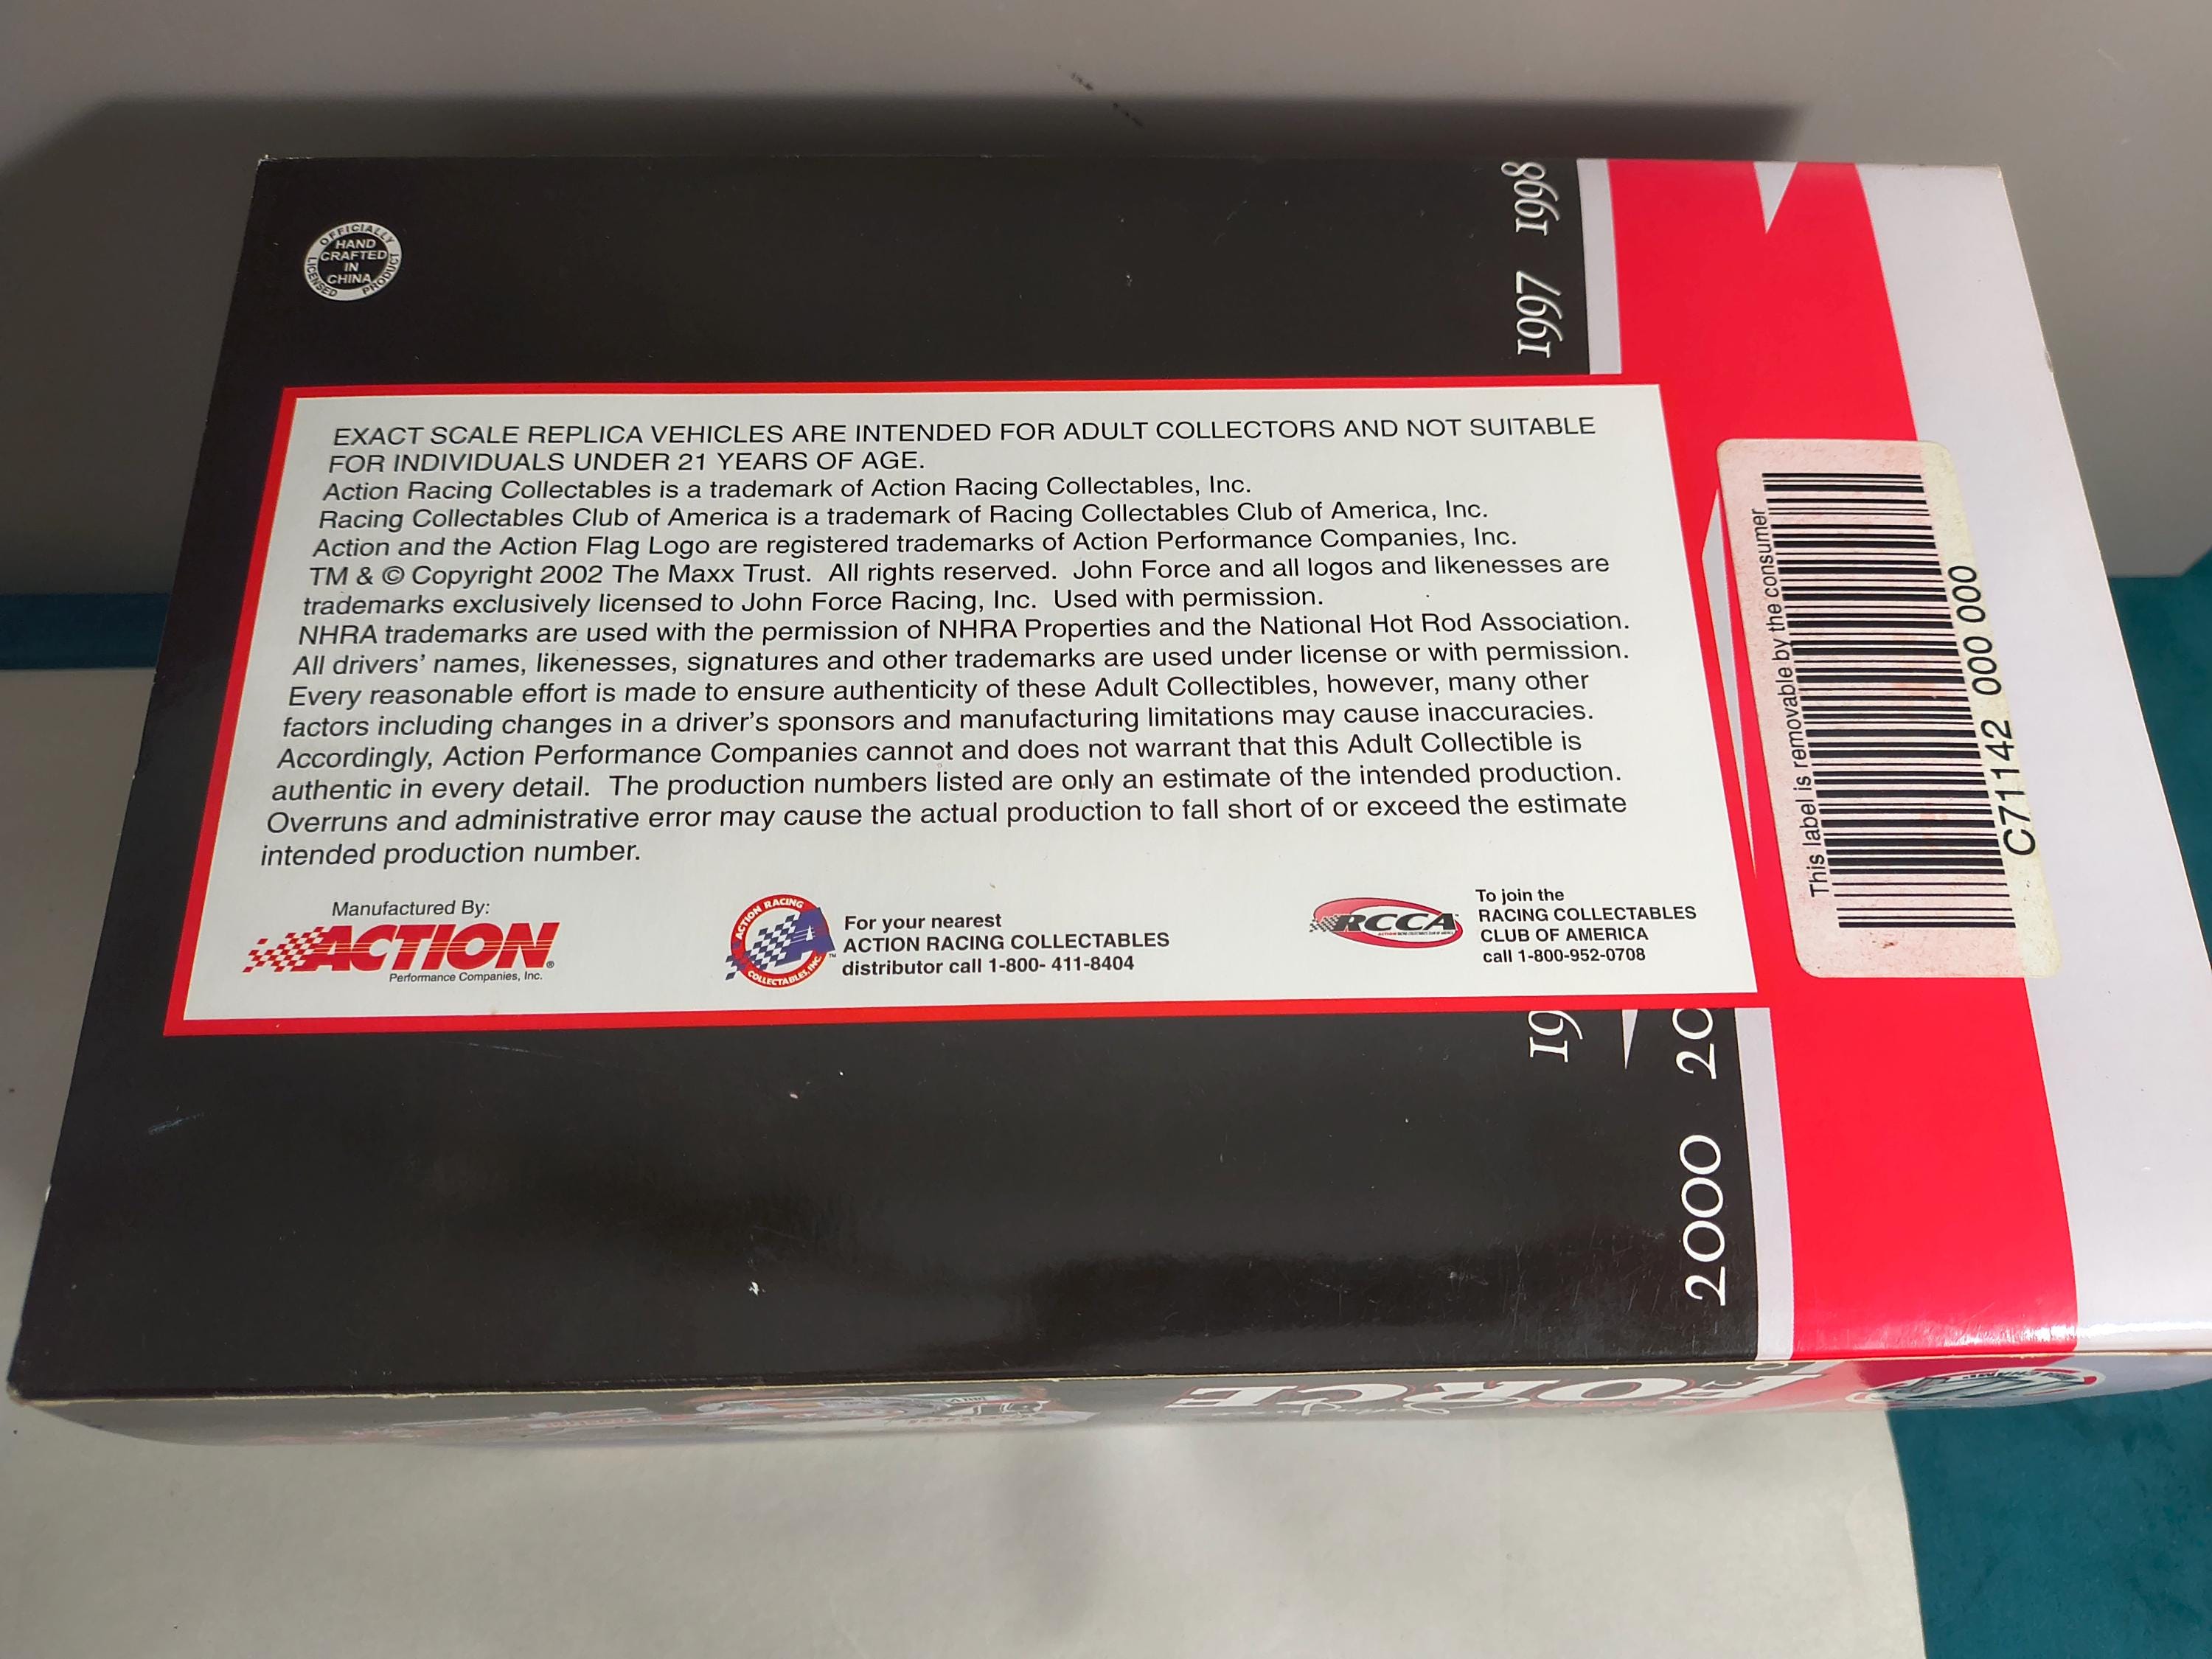 OFFICIALLY
LICENSED PRODUCT
HAND
CRAFTED
IN
CHINA
1997 1998
EXACT SCALE REPLICA VEHICLES ARE INTENDED FOR ADULT COLLECTORS AND NOT SUITABLE
FOR INDIVIDUALS UNDER 21 YEARS OF AGE.
Action Racing Collectables is a trademark of Action Racing Collectables, Inc.
Racing Collectables Club of America is a trademark of Racing Collectables Club of America, Inc.
Action and the Action Flag Logo are registered trademarks of Action Performance Companies, Inc.
TM & © Copyright 2002 The Maxx Trust. All rights reserved. John Force and all logos and likenesses are
trademarks exclusively licensed to John Force Racing, Inc. Used with permission.
NHRA trademarks are used with the permission of NHRA Properties and the National Hot Rod Association.
All drivers' names, likenesses, signatures and other trademarks are used under license or with permission.
Every reasonable effort is made to ensure authenticity of these Adult Collectibles, however, many other
factors including changes in a driver's sponsors and manufacturing limitations may cause inaccuracies.
Accordingly, Action Performance Companies cannot and does not warrant that this Adult Collectible is
authentic in every detail. The production numbers listed are only an estimate of the intended production.
Overruns and administrative error may cause the actual production to fall short of or exceed the estimate
intended production number.
Manufactured By:
ACTION®
Performance Companies, Inc.
ACTION RACING
COLLECTABLES, INC.
™
For your nearest
ACTION RACING COLLECTABLES
distributor call 1-800- 411-8404
RCCA
To join the
RACING COLLECTABLES
CLUB OF AMERICA
call 1-800-952-0708
This label is removable by the consumer
C71142 000 000
19
2000 20
FORCE